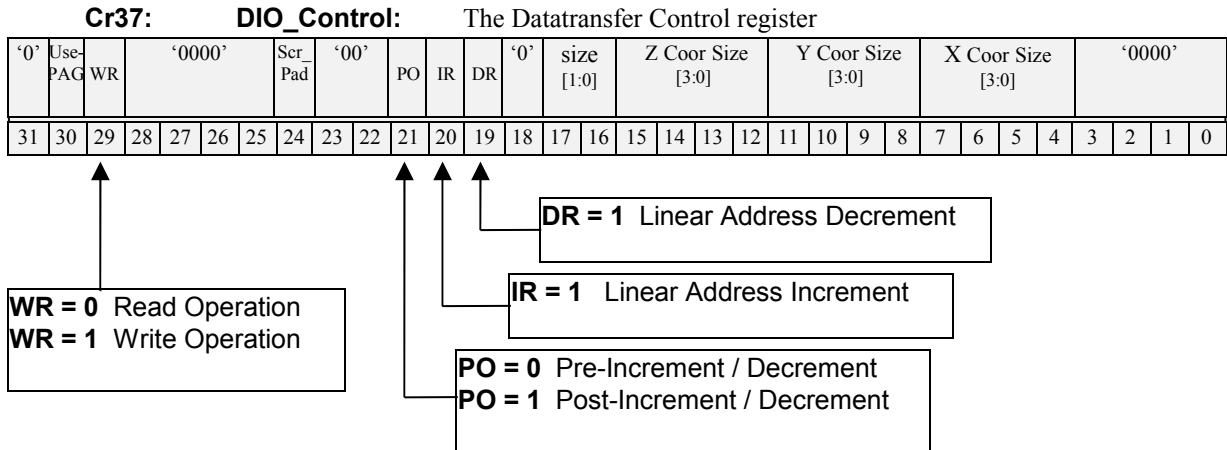 Cr37: DIO_Control: The Datatransfer Control register
‘0’ Use- ‘0000’ Scr_ ‘00’ ‘0’ size Z Coor Size Y Coor Size X Coor Size ‘0000’
PAG WR Pad PO IR DR [1:0] [3:0] [3:0] [3:0]
31 30 29 28 27 26 25 24 23 22 21 20 19 18 17 16 15 14 13 12 11 10 9 8 7 6 5 4 3 2 1 0
DR = 1 Linear Address Decrement
IR = 1 Linear Address Increment
WR = 0 Read Operation
WR = 1 Write Operation
PO = 0 Pre-Increment / Decrement
PO = 1 Post-Increment / Decrement